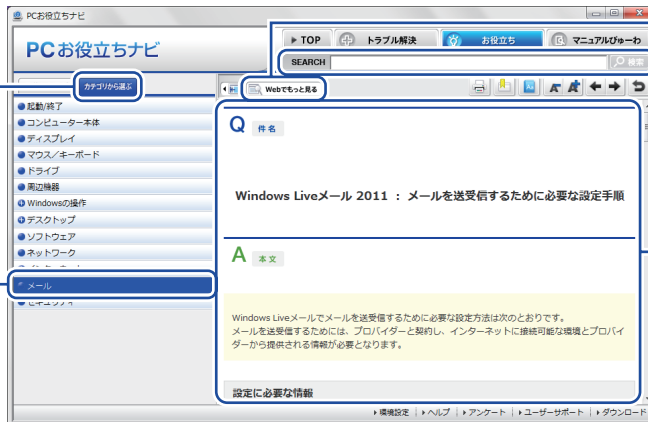 PCお役立ちナビ
PCお役立ちナビ
TOP
トラブル解決
お役立ち
マニュアルびゅーわ
SEARCH
検索
カテゴリから選ぶ
Webでもっと見る
起動/終了
コンピューター本体
ディスプレイ
マウス/キーボード
ドライブ
周辺機器
Windowsの操作
デスクトップ
ソフトウェア
ネットワーク
メール
セキュリティ
Q 件名
Windows Liveメール 2011 : メールを送受信するために必要な設定手順
A 本文
Windows Liveメールでメールを送受信するために必要な設定方法は次のとおりです。
メールを送受信するためには、プロバイダーと契約し、インターネットに接続可能な環境とプロバイ
ダーから提供される情報が必要となります。
設定に必要な情報
環境設定 ヘルプ アンケート ユーザーサポート ダウンロード